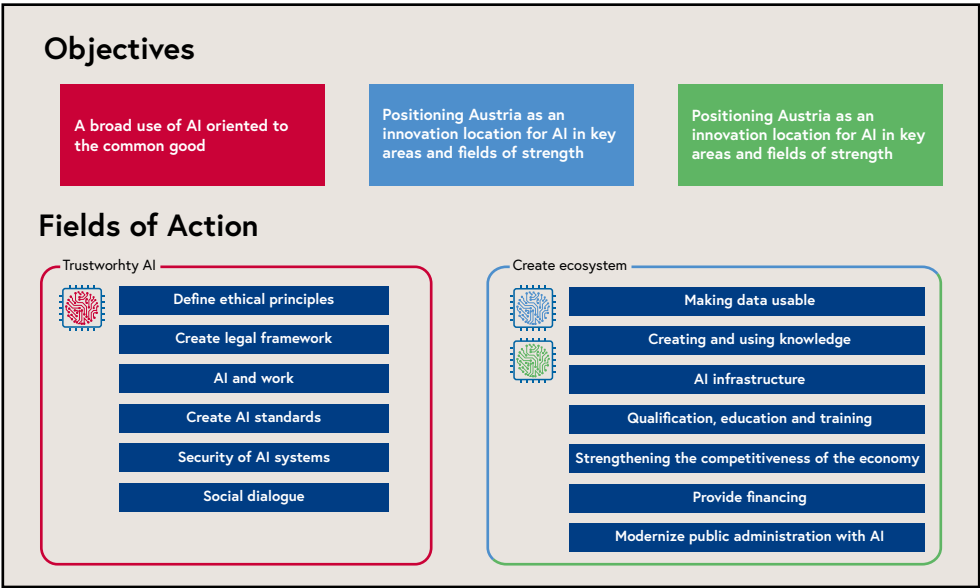 Objectives
A broad use of AI oriented to
the common good
Positioning Austria as an
innovation location for AI in key
areas and fields of strength
Positioning Austria as an
innovation location for AI in key
areas and fields of strength
Fields of Action
Trustworhty AI
Define ethical principles
Create legal framework
AI and work
Create AI standards
Security of AI systems
Social dialogue
Create ecosystem
Making data usable
Creating and using knowledge
AI infrastructure
Qualification, education and training
Strengthening the competitiveness of the economy
Provide financing
Modernize public administration with AI